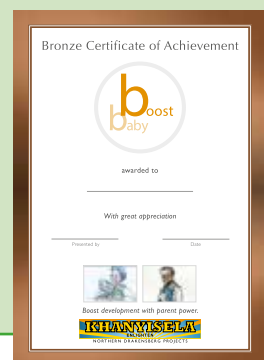 Bronze Certificate of Achievement
boost
baby
awarded to
With great appreciation
Presented by Date
Boost development with parent power.
KHANYISELA
ENLIGHTEN
NORTHERN DRAKENSBERG PROJECTS